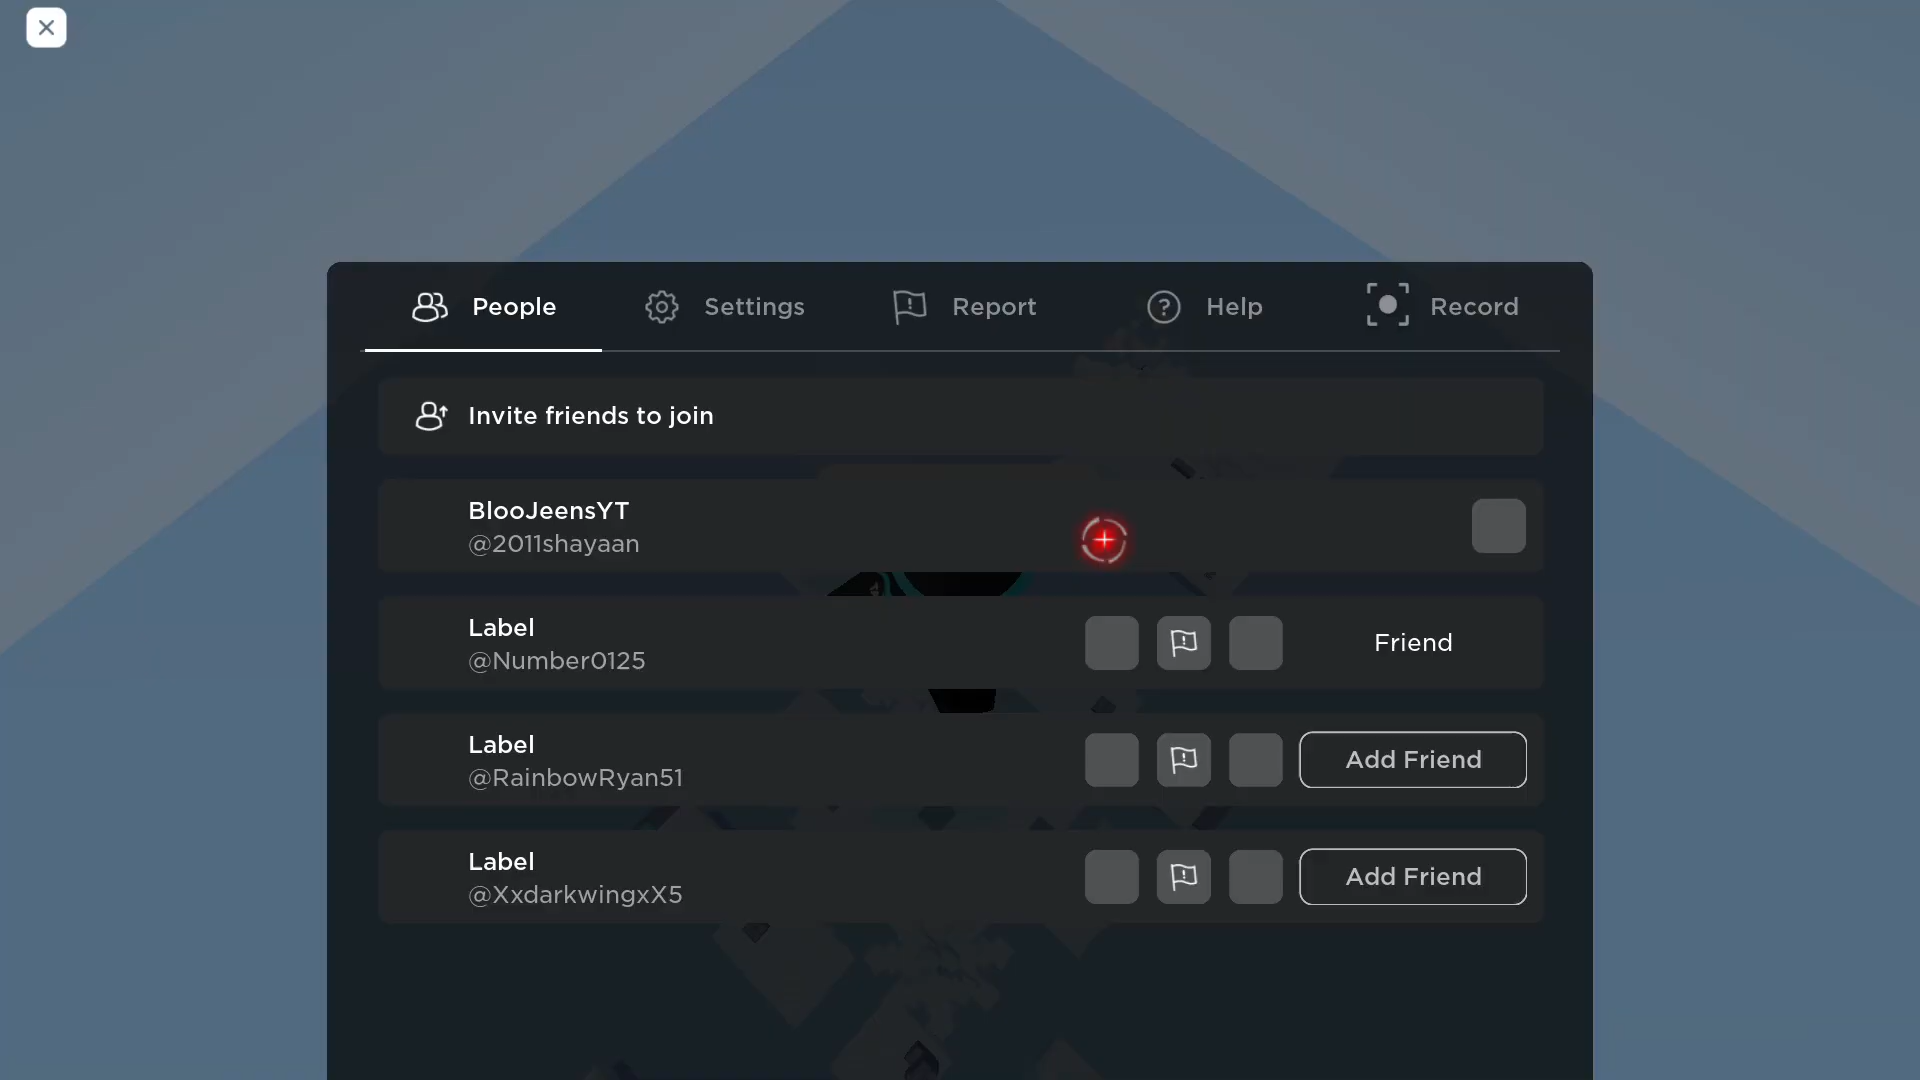 People
Settings
Report
Help
Record
Invite friends to join
BlooJeensYT
@2011shayaan
Label
@Number0125
Friend
Label
@RainbowRyan51
Add Friend
Label
@XxdarkwingxX5
Add Friend